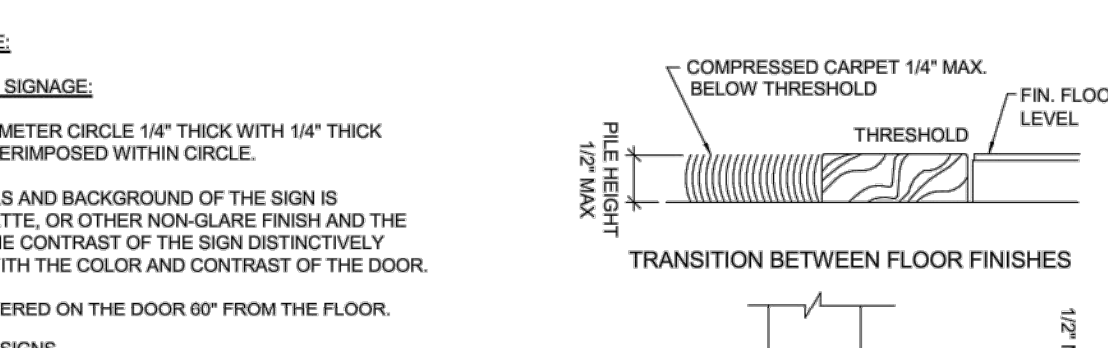 E:
SIGNAGE:
METER CIRCLE 1/4" THICK WITH 1/4" THICK
ERIMPOSED WITHIN CIRCLE.
S AND BACKGROUND OF THE SIGN IS
TTE, OR OTHER NON-GLARE FINISH AND THE
E CONTRAST OF THE SIGN DISTINCTIVELY
ITH THE COLOR AND CONTRAST OF THE DOOR.
ERED ON THE DOOR 60" FROM THE FLOOR.
SIGNS
COMPRESSED CARPET 1/4" MAX.
BELOW THRESHOLD
FIN. FLOO
LEVEL
THRESHOLD
PILE HEIGHT
1/2" MAX
TRANSITION BETWEEN FLOOR FINISHES
1/2"